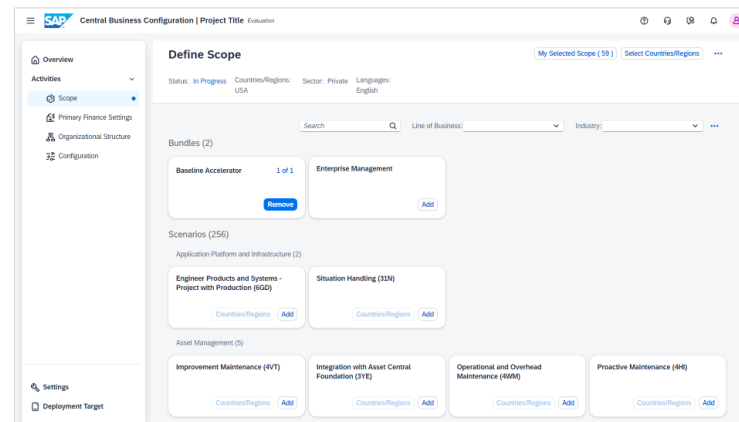 SAP Central Business Configuration | Project Title Evaluation
Overview
Activities
Scope
Primary Finance Settings
Organizational Structure
Configuration
Settings
Deployment Target
Define Scope
My Selected Scope ( 59 ) Select Countries/Regions
Status: In Progress Countries/Regions: USA Sector: Private Languages: English
Search Line of Business: Industry:
Bundles (2)
Baseline Accelerator 1 of 1
Remove
Enterprise Management
Add
Scenarios (256)
Application Platform and Infrastructure (2)
Engineer Products and Systems -
Project with Production (6GD)
Countries/Regions Add
Situation Handling (31N)
Countries/Regions Add
Asset Management (5)
Improvement Maintenance (4VT)
Countries/Regions Add
Integration with Asset Central
Foundation (3YE)
Countries/Regions Add
Operational and Overhead
Maintenance (4WM)
Countries/Regions Add
Proactive Maintenance (4HI)
Countries/Regions Add